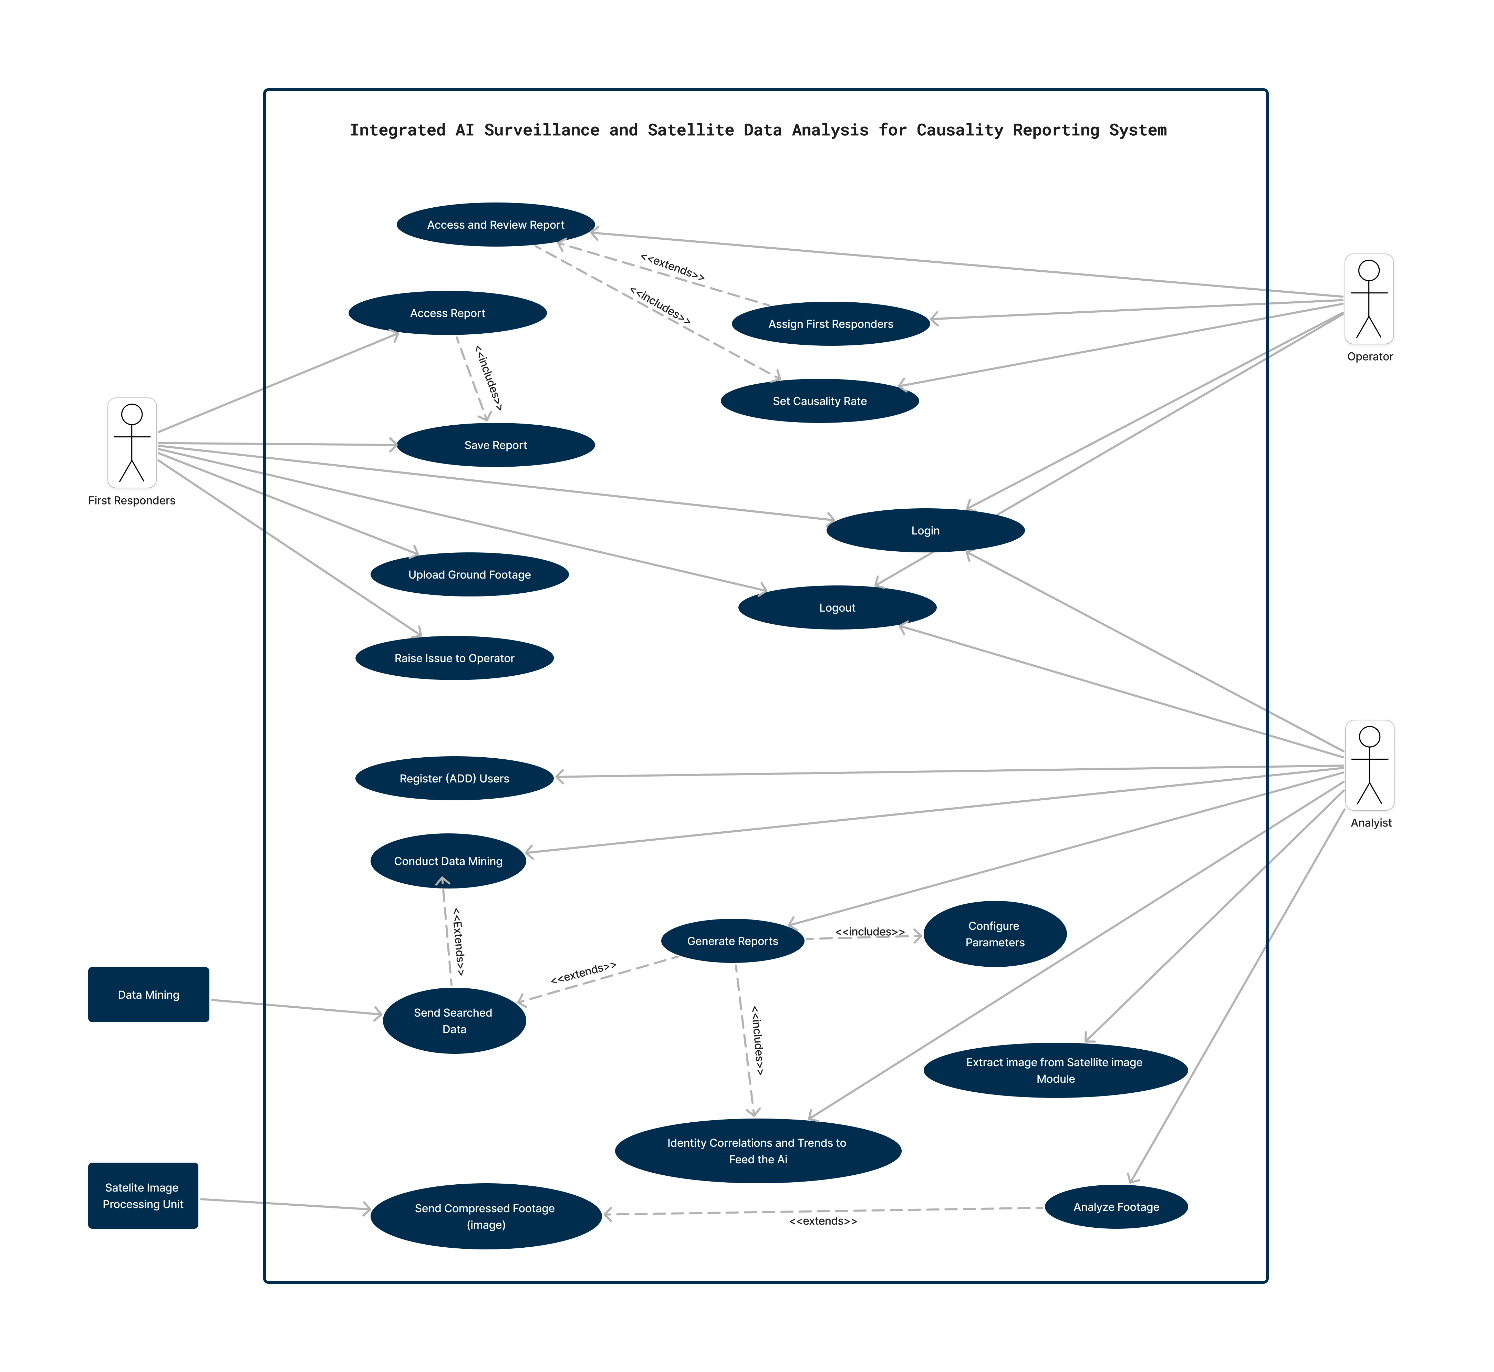 Integrated AI Surveillance and Satellite Data Analysis for Causality Reporting System
Access and Review Report
<<extends>>
<<includes>>
Access Report
Assign First Responders
Operator
<<includes>>
Set Causality Rate
Save Report
First Responders
Login
Upload Ground Footage
Logout
Raise Issue to Operator
Register (ADD) Users
Analyist
Conduct Data Mining
<<Extends>>
Generate Reports
<<includes>>
Configure
Parameters
<<extends>>
Data Mining
Send Searched
Data
<<includes>>
Extract image from Satellite image
Module
Identity Correlations and Trends to
Feed the Ai
Satelite Image
Processing Unit
Send Compressed Footage
(image)
<<extends>>
Analyze Footage